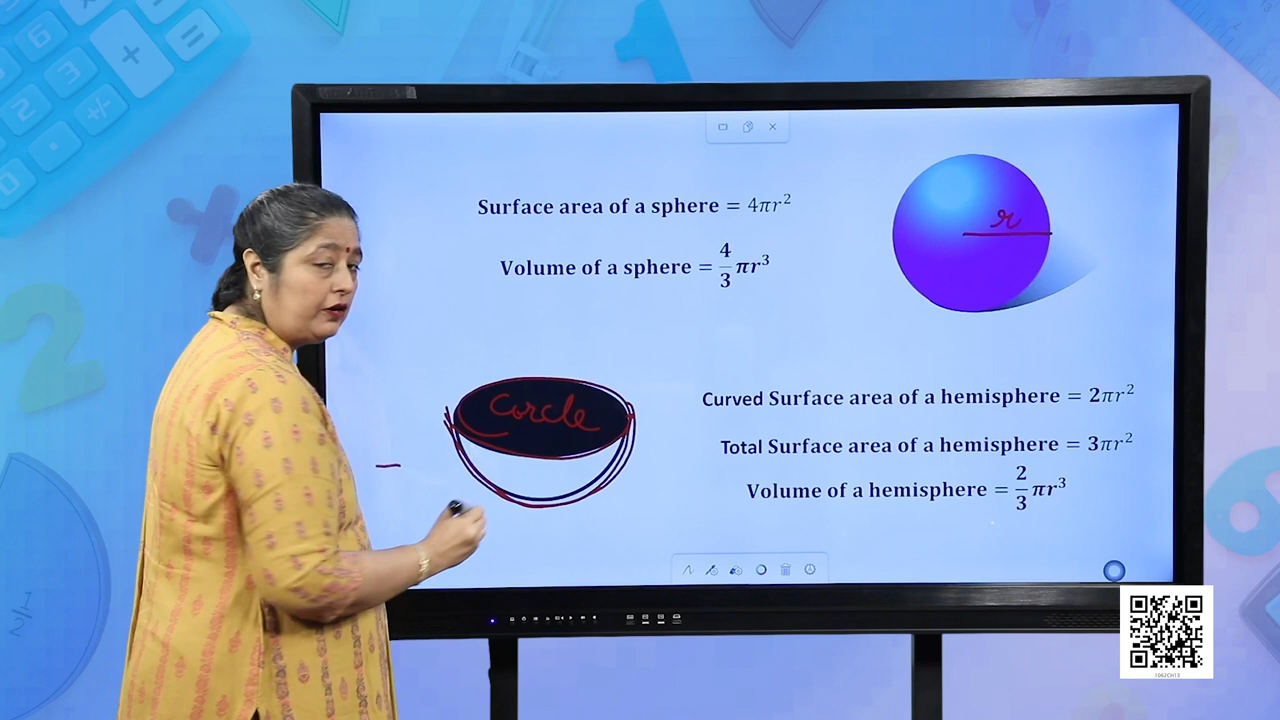 Surface area of a sphere = 4πr²
r
Volume of a sphere = 4/3 πr³
Corcle
Curved Surface area of a hemisphere = 2πr²
Total Surface area of a hemisphere = 3πr²
Volume of a hemisphere = 2/3 πr³
1062CH13